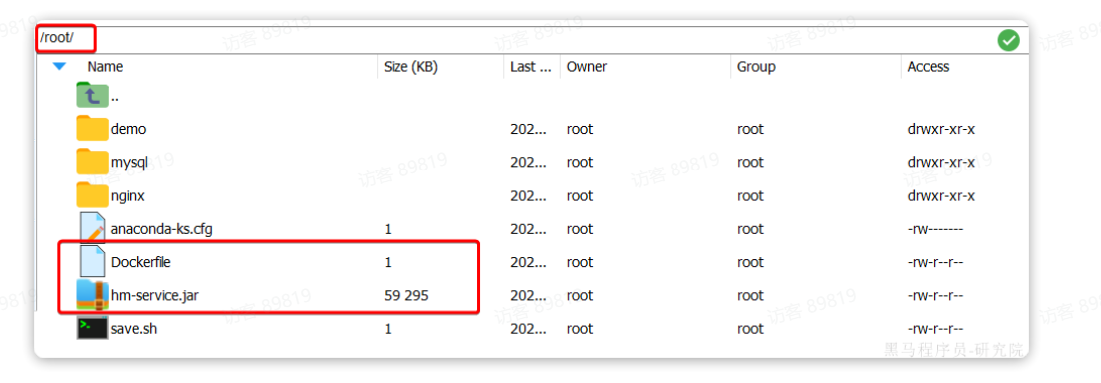 /root/
Name Size (KB) Last ... Owner Group Access
..
demo 202... root root drwxr-xr-x
mysql 202... root root drwxr-xr-x
nginx 202... root root drwxr-xr-x
anaconda-ks.cfg 1 202... root root -rw-------
Dockerfile 1 202... root root -rw-r--r--
hm-service.jar 59 295 202... root root -rw-r--r--
save.sh 1 202... root root -rw-r--r--
黑马程序员-研究院
访客 89819